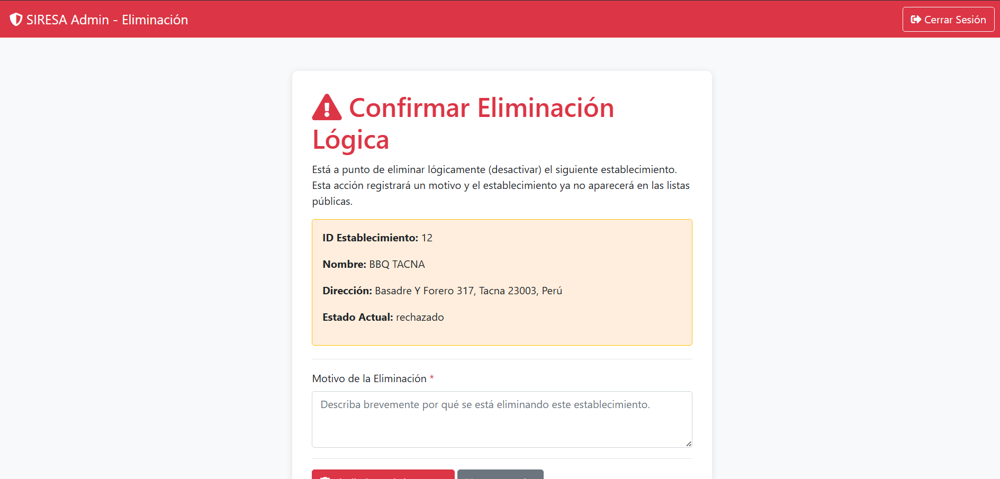 SIRESA Admin - Eliminación
Cerrar Sesión
Confirmar Eliminación
Lógica
Está a punto de eliminar lógicamente (desactivar) el siguiente establecimiento.
Esta acción registrará un motivo y el establecimiento ya no aparecerá en las listas
públicas.
ID Establecimiento: 12
Nombre: BBQ TACNA
Dirección: Basadre Y Forero 317, Tacna 23003, Perú
Estado Actual: rechazado
Motivo de la Eliminación *
Describa brevemente por qué se está eliminando este establecimiento.